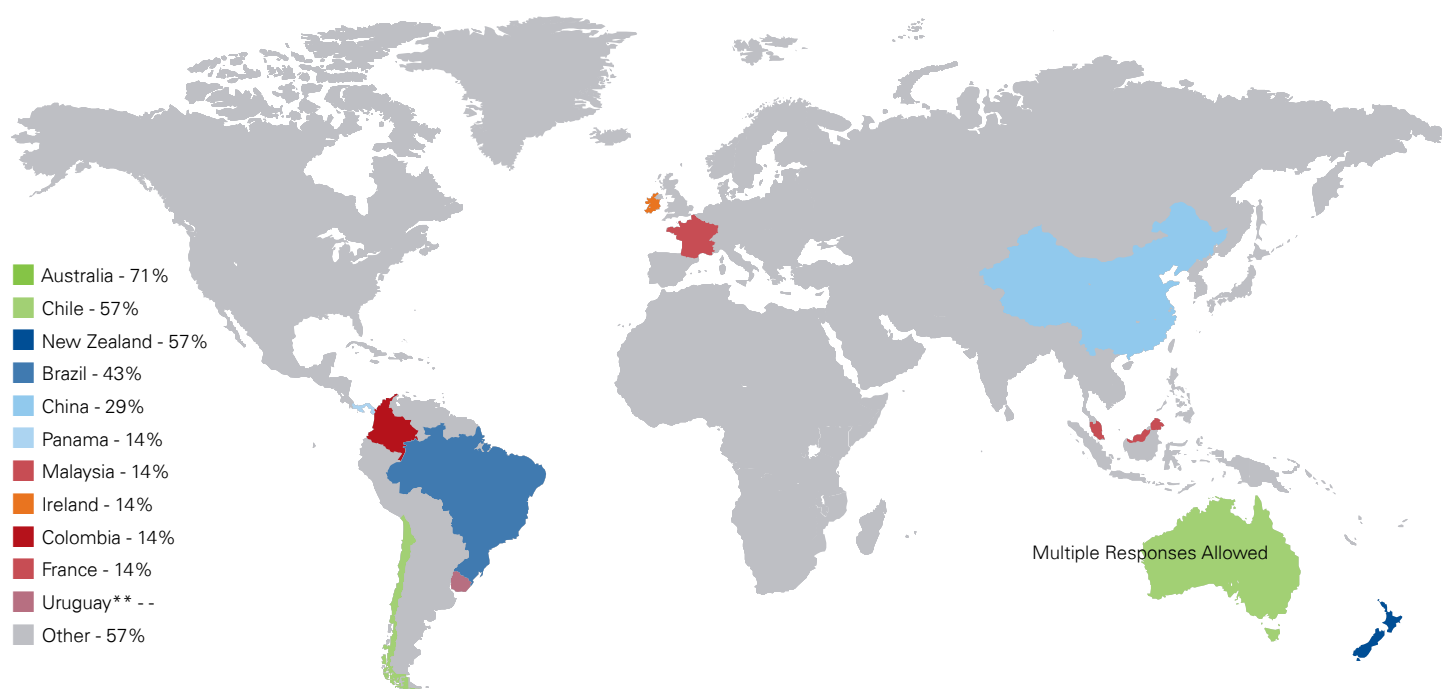 Australia - 71%
Chile - 57%
New Zealand - 57%
Brazil - 43%
China - 29%
Panama - 14%
Malaysia - 14%
Ireland - 14%
Colombia - 14%
France - 14%
Uruguay** - -
Other - 57%
Multiple Responses Allowed